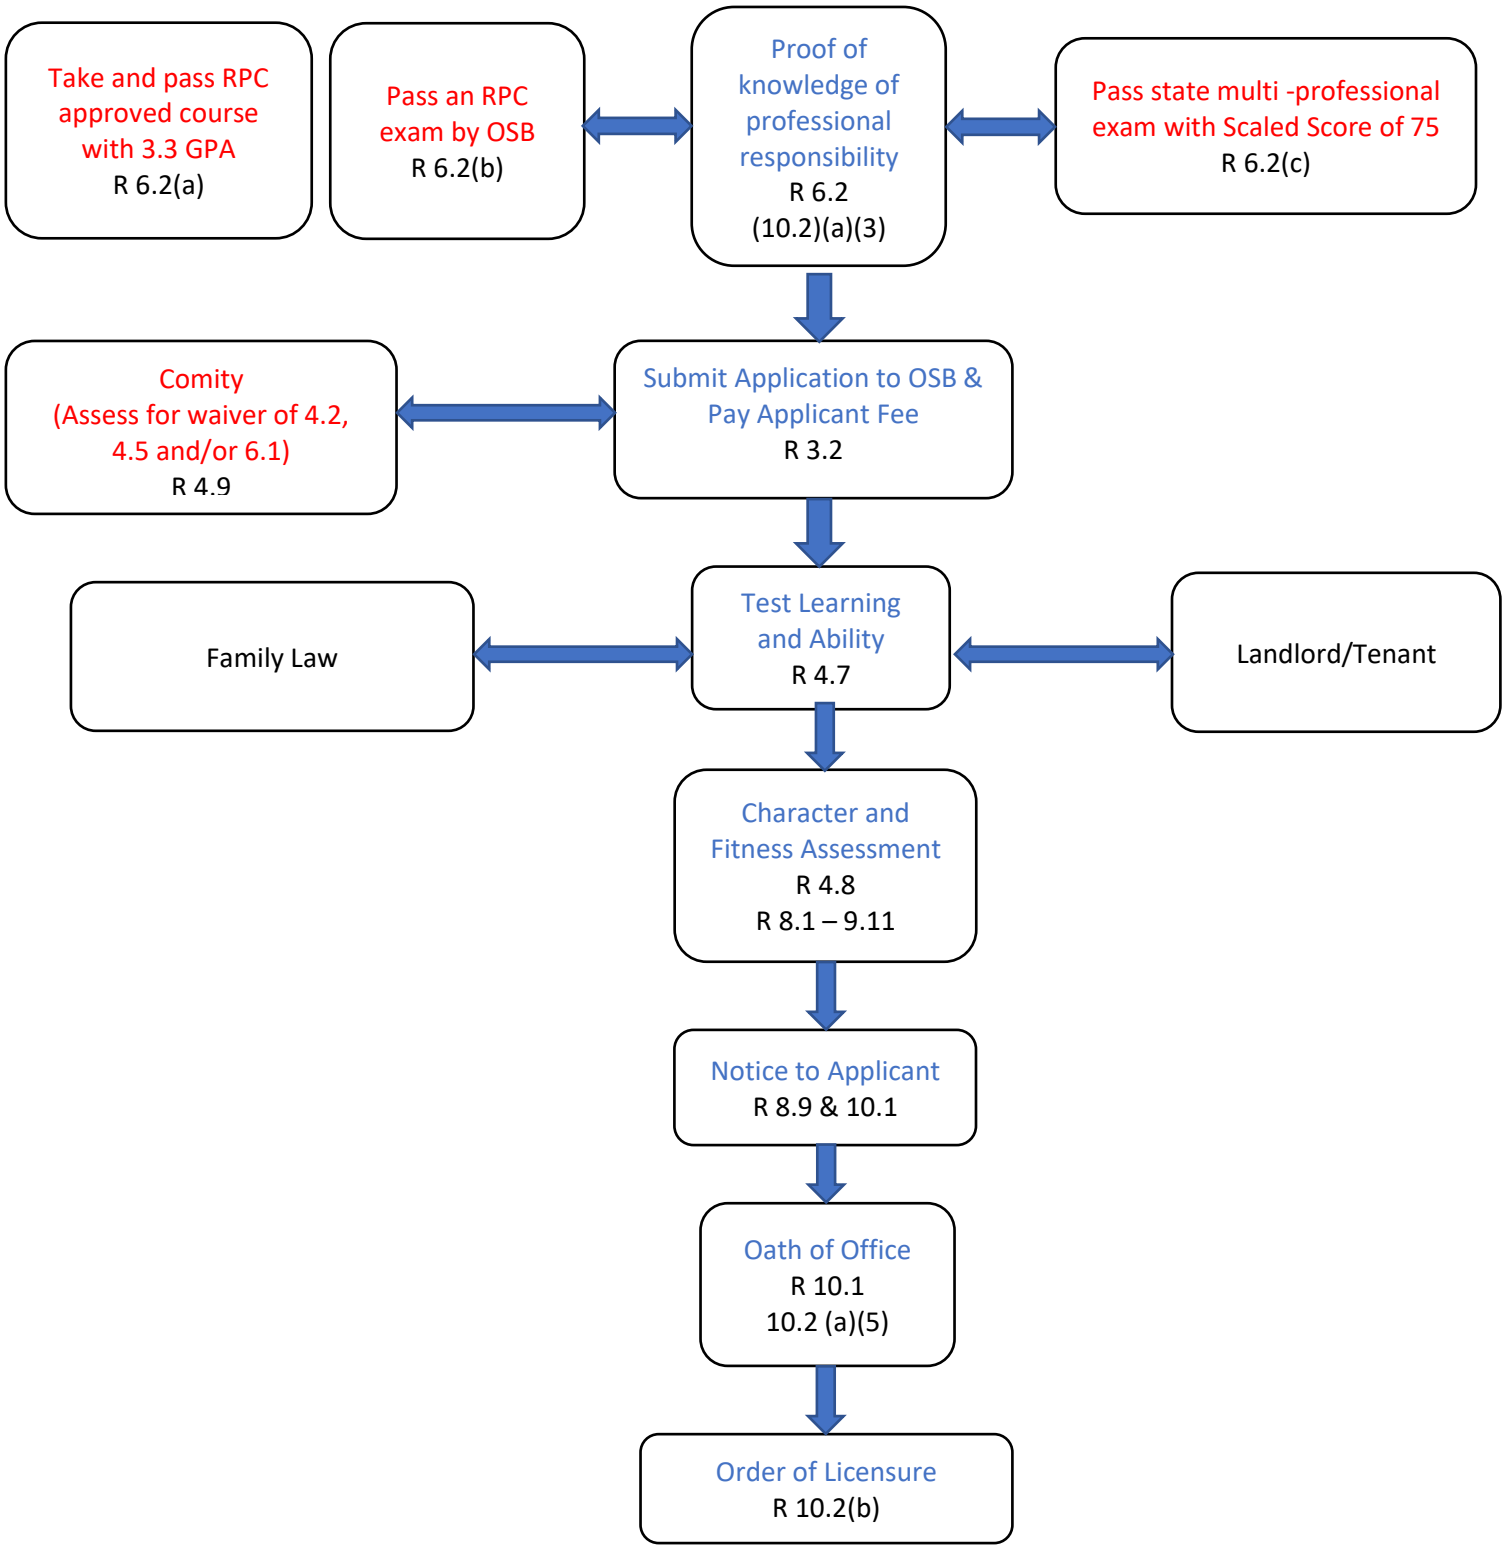 Take and pass RPC
approved course
with 3.3 GPA
R 6.2(a)
Pass an RPC
exam by OSB
R 6.2(b)
Proof of
knowledge of
professional
responsibility
R 6.2
(10.2)(a)(3)
Pass state multi -professional
exam with Scaled Score of 75
R 6.2(c)
Comity
(Assess for waiver of 4.2,
4.5 and/or 6.1)
R 4.9
Submit Application to OSB &
Pay Applicant Fee
R 3.2
Family Law
Test Learning
and Ability
R 4.7
Landlord/Tenant
Character and
Fitness Assessment
R 4.8
R 8.1 – 9.11
Notice to Applicant
R 8.9 & 10.1
Oath of Office
R 10.1
10.2 (a)(5)
Order of Licensure
R 10.2(b)